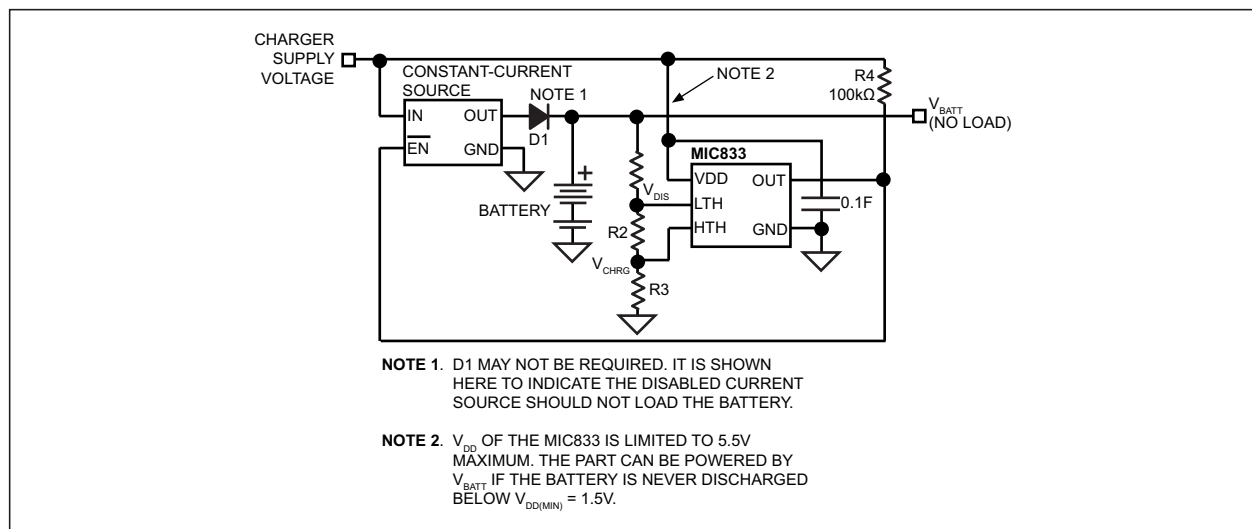 CHARGER
SUPPLY
VOLTAGE
CONSTANT-CURRENT
SOURCE
NOTE 1
NOTE 2
R4
100kΩ
IN
OUT
EN
GND
D1
V_BATT
(NO LOAD)
MIC833
VDD
OUT
LTH
HTH
GND
0.1F
V_DIS
BATTERY
+
R2
V_CHRG
R3
NOTE 1. D1 MAY NOT BE REQUIRED. IT IS SHOWN
HERE TO INDICATE THE DISABLED CURRENT
SOURCE SHOULD NOT LOAD THE BATTERY.
NOTE 2. V_DD OF THE MIC833 IS LIMITED TO 5.5V
MAXIMUM. THE PART CAN BE POWERED BY
V_BATT IF THE BATTERY IS NEVER DISCHARGED
BELOW V_DD(MIN) = 1.5V.